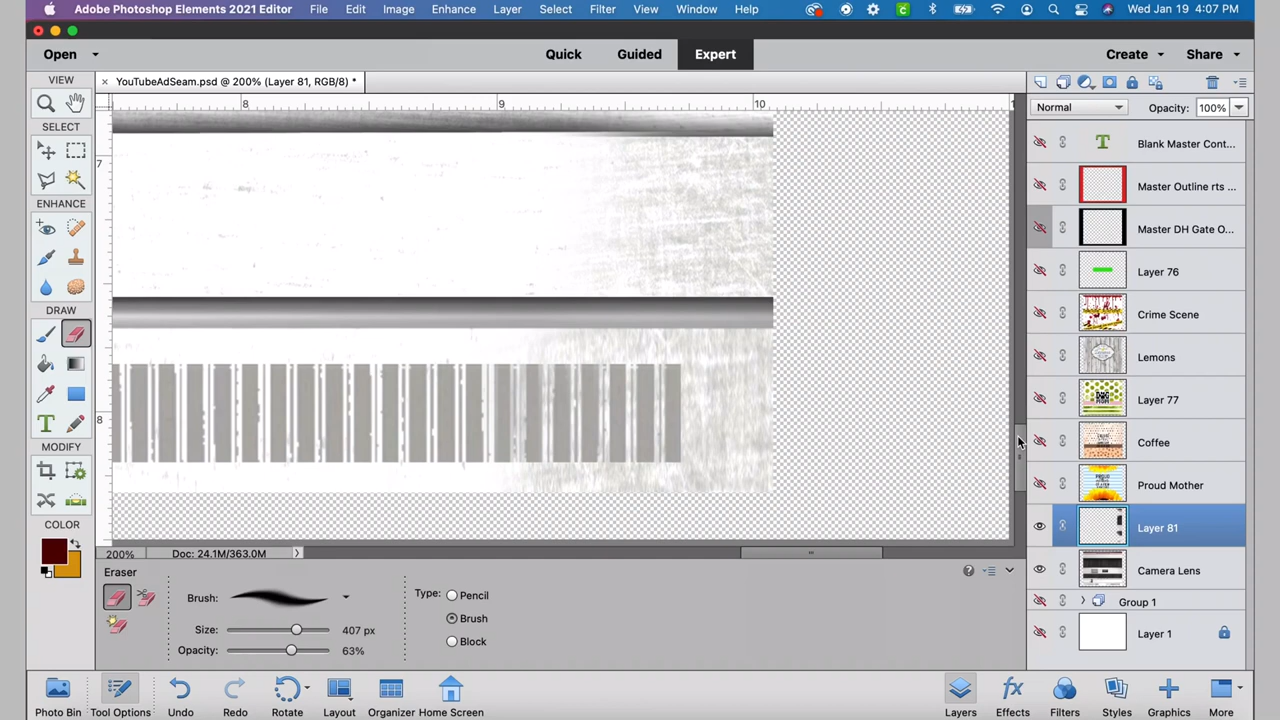 Adobe Photoshop Elements 2021 Editor File Edit Image Enhance Layer Select Filter View Window Help Wed Jan 19 4:07 PM
Open Quick Guided Expert Create Share
VIEW
× YouTubeAdSeam.psd @ 200% (Layer 81, RGB/8) *
8 9 10 1
7
8
SELECT
ENHANCE
DRAW
T
MODIFY
COLOR
Normal Opacity: 100%
T Blank Master Cont...
Master Outline rts ...
Master DH Gate O...
Layer 76
Crime Scene
Lemons
Layer 77
Coffee
Proud Mother
Layer 81
Camera Lens
Group 1
Layer 1
200% Doc: 24.1M/363.0M
Eraser
Brush:
Size: 407 px
Opacity: 63%
Type: Pencil
Brush
Block
Photo Bin Tool Options Undo Redo Rotate Layout Organizer Home Screen Layers Effects Filters Styles Graphics More